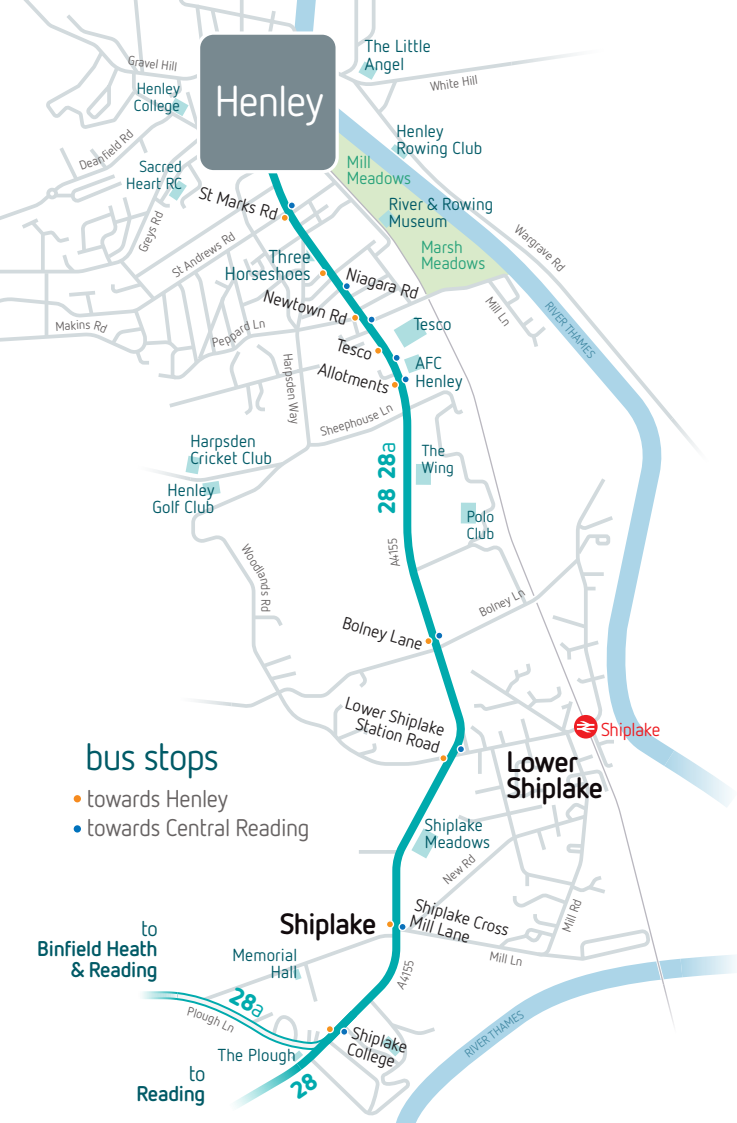 The Little
Angel
Gravel Hill
White Hill
Henley
College
Henley
Henley
Rowing Club
Deanfield Rd
Mill
Meadows
Sacred
Heart RC
St Marks Rd
River & Rowing
Museum
Greys Rd
St Andrews Rd
Marsh
Meadows
Wargrave Rd
Three
Horseshoes
Niagara Rd
Newtown Rd
Mill Ln
RIVER THAMES
Makins Rd
Peppard Ln
Tesco
Tesco
Harpsden Way
Allotments
AFC
Henley
Sheephouse Ln
Harpsden
Cricket Club
28 28a
The
Wing
Henley
Golf Club
Polo
Club
A4155
Woodlands Rd
Bolney Ln
Bolney Lane
Lower Shiplake
Station Road
Shiplake
bus stops
Lower
Shiplake
towards Henley
towards Central Reading
Shiplake
Meadows
New Rd
Shiplake
Shiplake Cross
Mill Lane
Mill Rd
to
Binfield Heath
& Reading
Memorial
Hall
Mill Ln
A4155
28a
Plough Ln
RIVER THAMES
Shiplake
College
The Plough
to
Reading
28